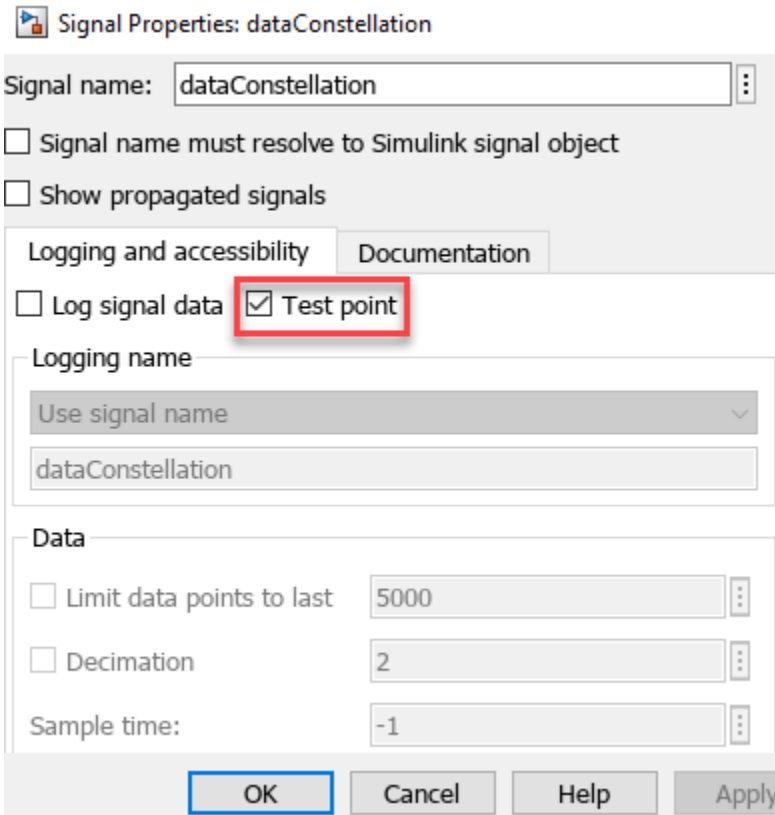 Signal Properties: dataConstellation
Signal name: dataConstellation
Signal name must resolve to Simulink signal object
Show propagated signals
Logging and accessibility Documentation
Log signal data Test point
Logging name
Use signal name
dataConstellation
Data
Limit data points to last 5000
Decimation 2
Sample time: -1
OK Cancel Help Apply